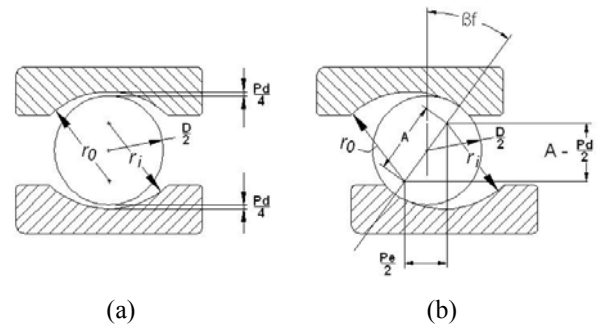 Pd/4
r0
ri
D/2
Pd/4
(a)
βf
r0
A
D/2
ri
A - Pd/2
Pe/2
(b)